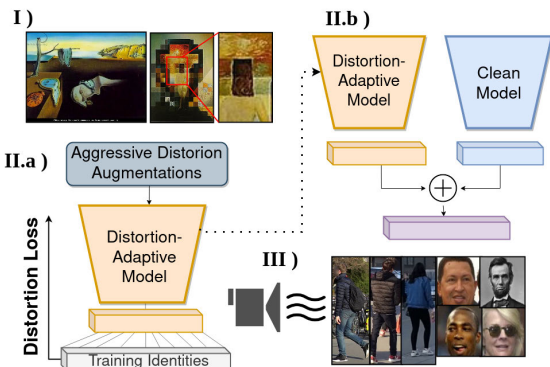 I )
II.b )
Distortion-
Adaptive
Model
Clean
Model
II.a )
Aggressive Distorion
Augmentations
Distortion-
Adaptive
Model
Distortion Loss
Training Identities
III )